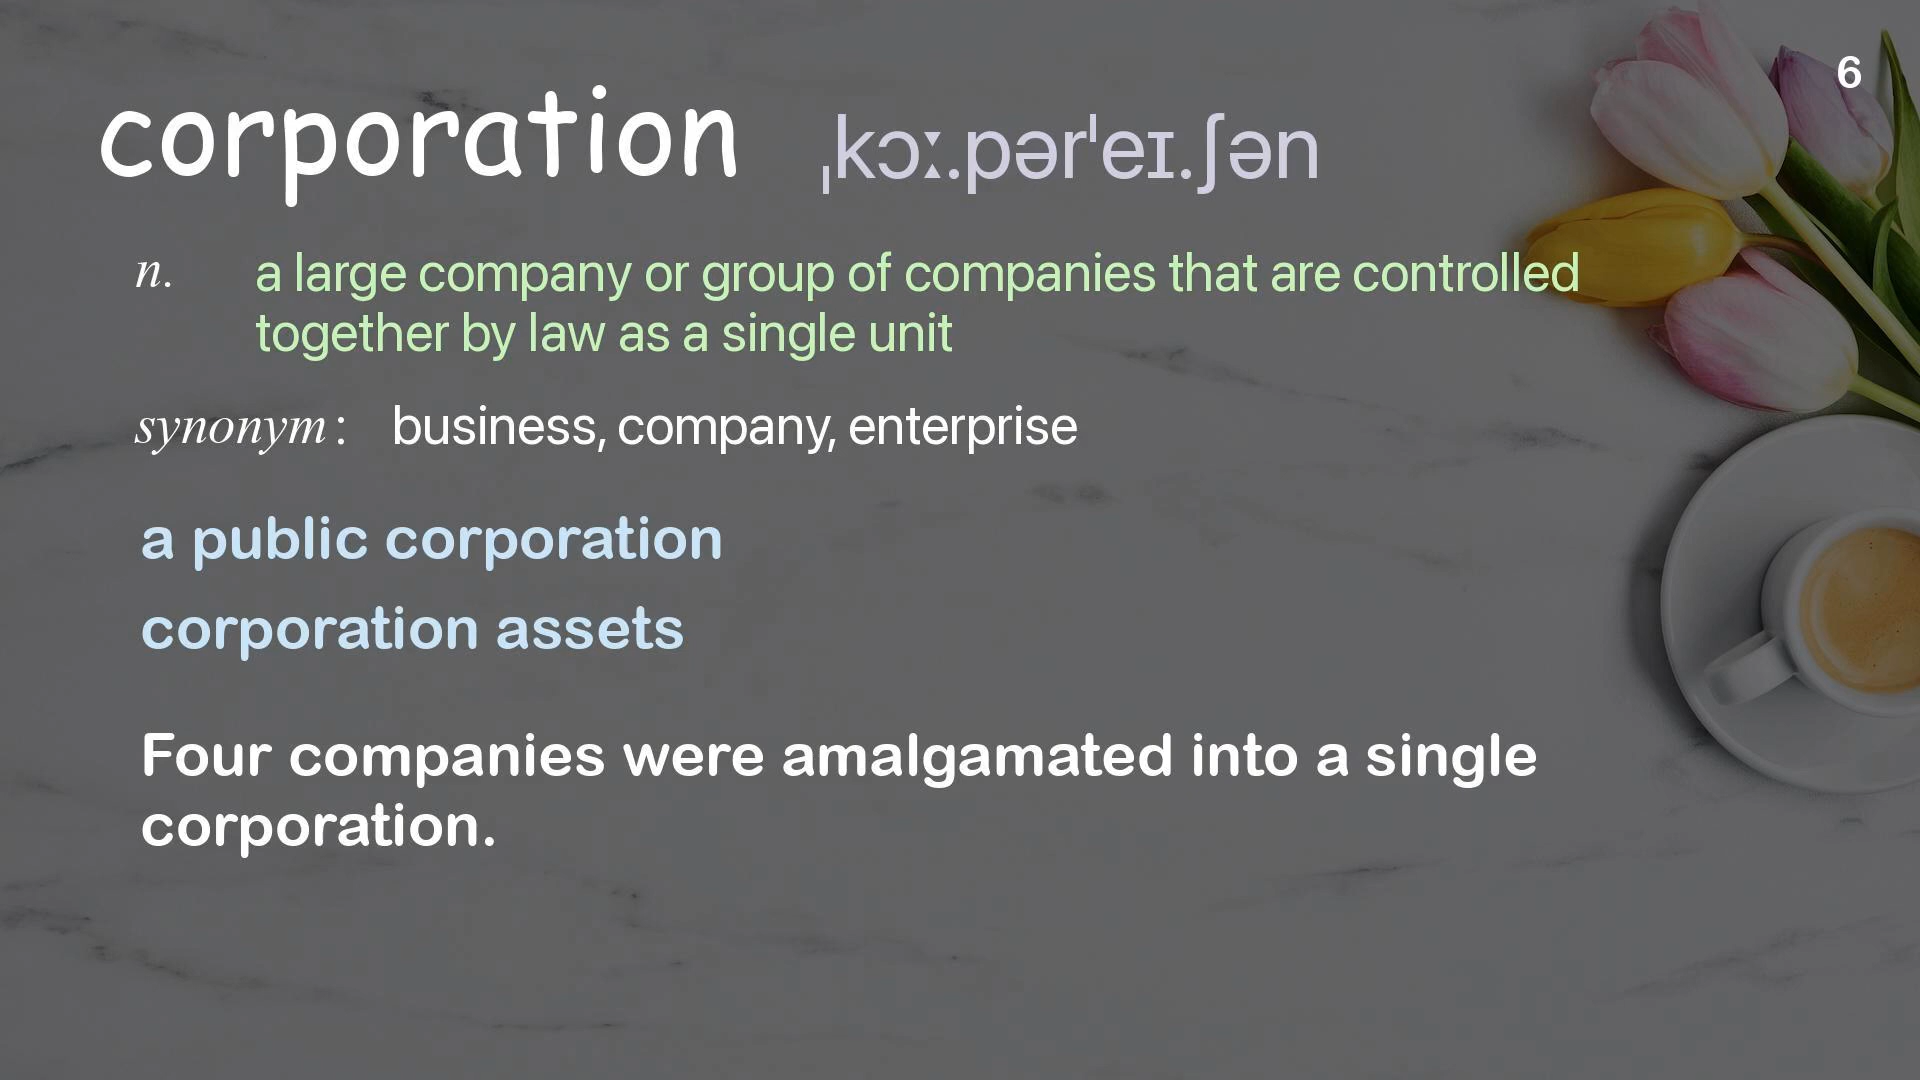 6
corporation ˌkɔː.pərˈeɪ.ʃən
n. a large company or group of companies that are controlled
together by law as a single unit
synonym: business, company, enterprise
a public corporation
corporation assets
Four companies were amalgamated into a single
corporation.